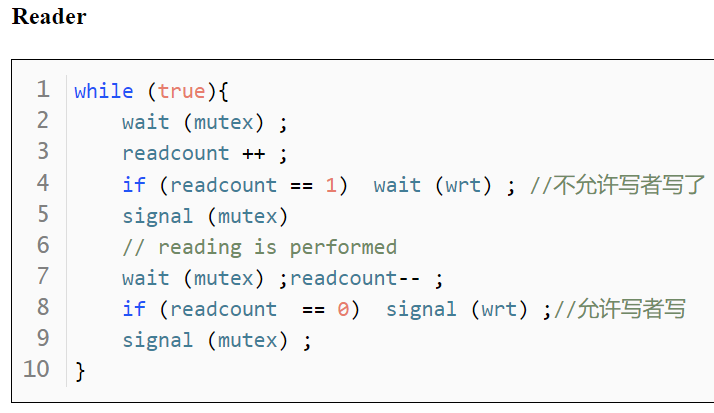 Reader
1 while (true){
2 wait (mutex) ;
3 readcount ++ ;
4 if (readcount == 1)  wait (wrt) ; //不允许写者写了
5 signal (mutex)
6 // reading is performed
7 wait (mutex) ;readcount-- ;
8 if (readcount  == 0)  signal (wrt) ;//允许写者写
9 signal (mutex) ;
10 }